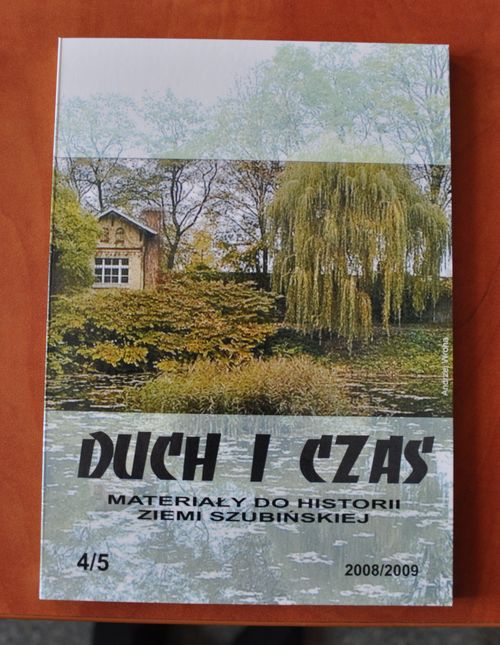 Andrzej Wroha
DUCH I CZAS
MATERIAŁY DO HISTORII
ZIEMI SZUBIŃSKIEJ
4/5
2008/2009